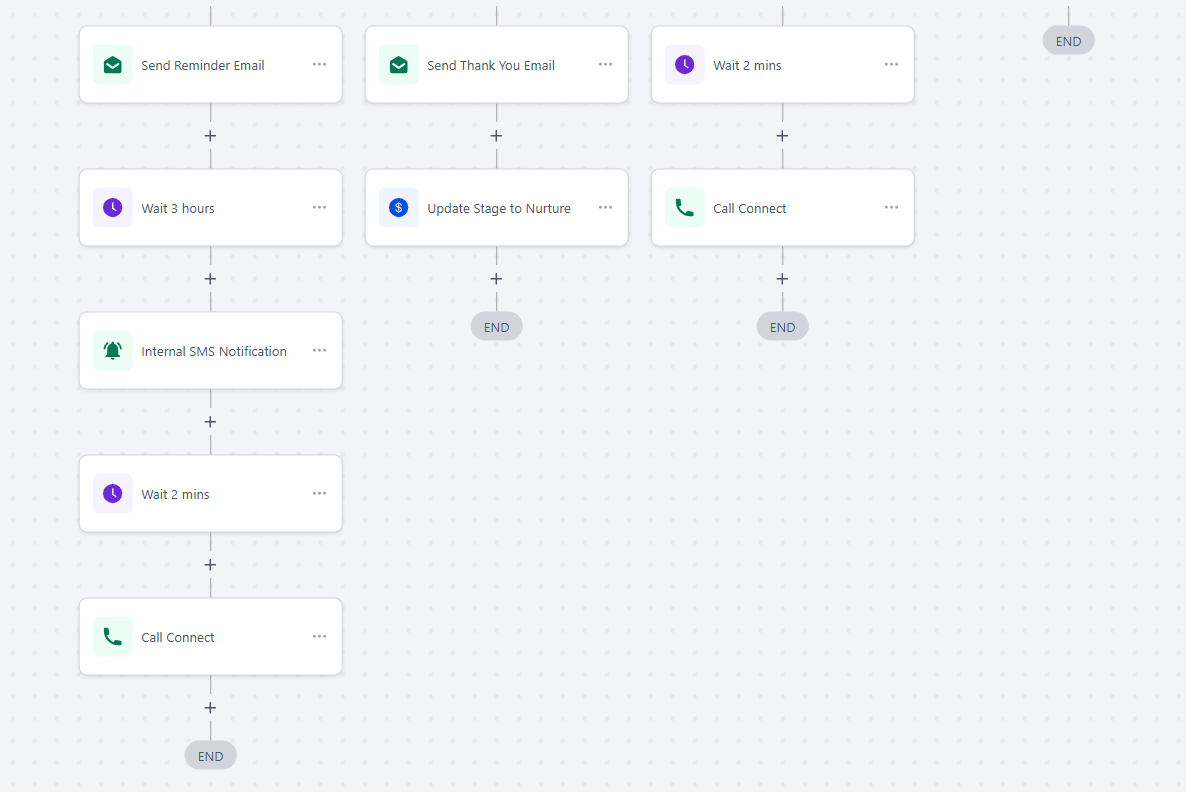 Send Reminder Email
Send Thank You Email
Wait 2 mins
END
Wait 3 hours
Update Stage to Nurture
Call Connect
Internal SMS Notification
END
END
Wait 2 mins
Call Connect
END